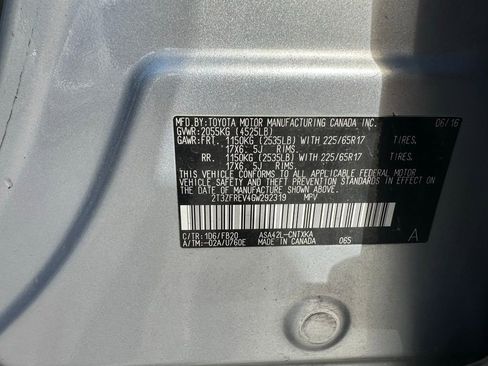 MFD.BY:TOYOTA MOTOR MANUFACTURING CANADA INC. 06/16
GVWR:2055KG (4525LB)
GAWR:FRT. 1150KG (2535LB) WITH 225/65R17 TIRES,
17X6 .5J RIMS,
RR. 1150KG (2535LB) WITH 225/65R17 TIRES,
17X6 .5J RIMS,
THIS VEHICLE CONFORMS TO ALL APPLICABLE FEDERAL MOTOR
VEHICLE SAFETY, BUMPER, AND THEFT PREVENTION STANDARDS IN EFFECT ON
THE DATE OF MANUFACTURE SHOWN ABOVE.
2T3ZFREV4GW292319 MPV
C/TR:1D6/FB20 ASA42L-CNTXKA
A/TM:-02A/U760E MADE IN CANADA 065 A